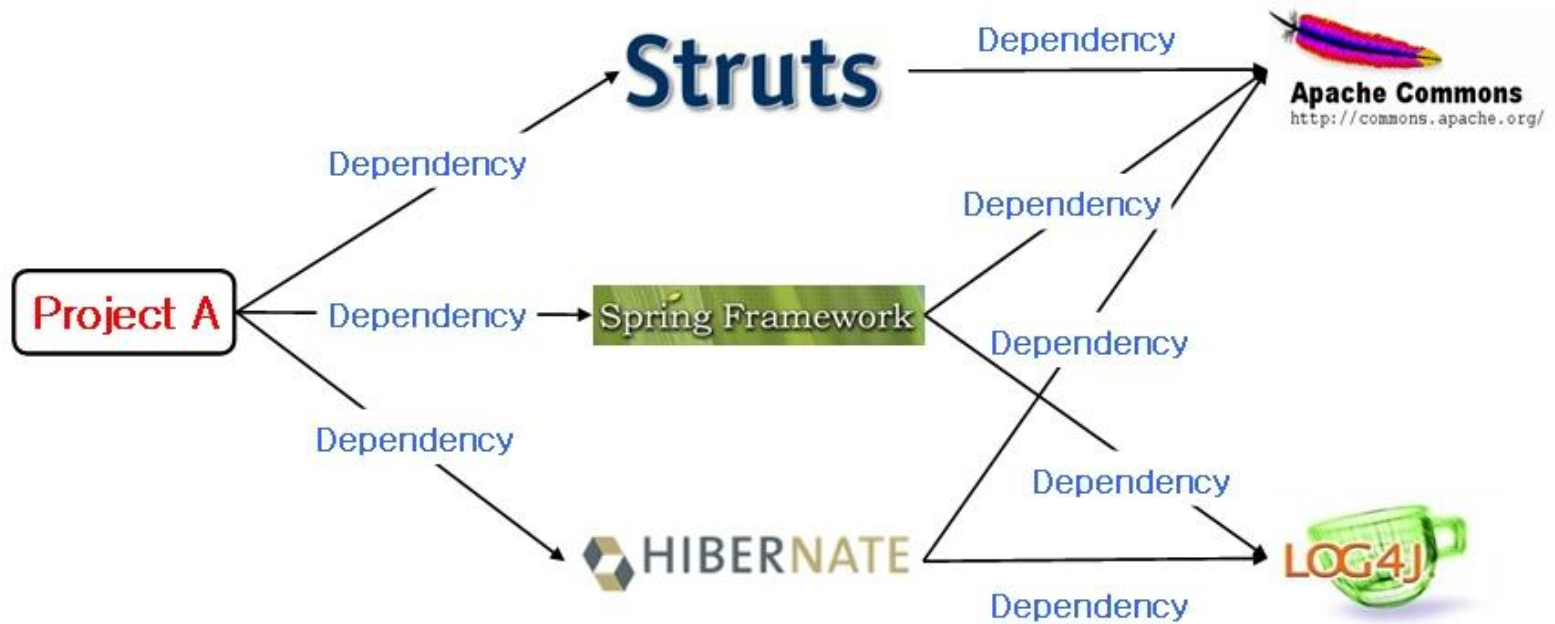 Struts
Dependency
Apache Commons
http://commons.apache.org/
Dependency
Dependency
Project A
Dependency
Spring Framework
Dependency
Dependency
Dependency
HIBERNATE
LOG4J
Dependency